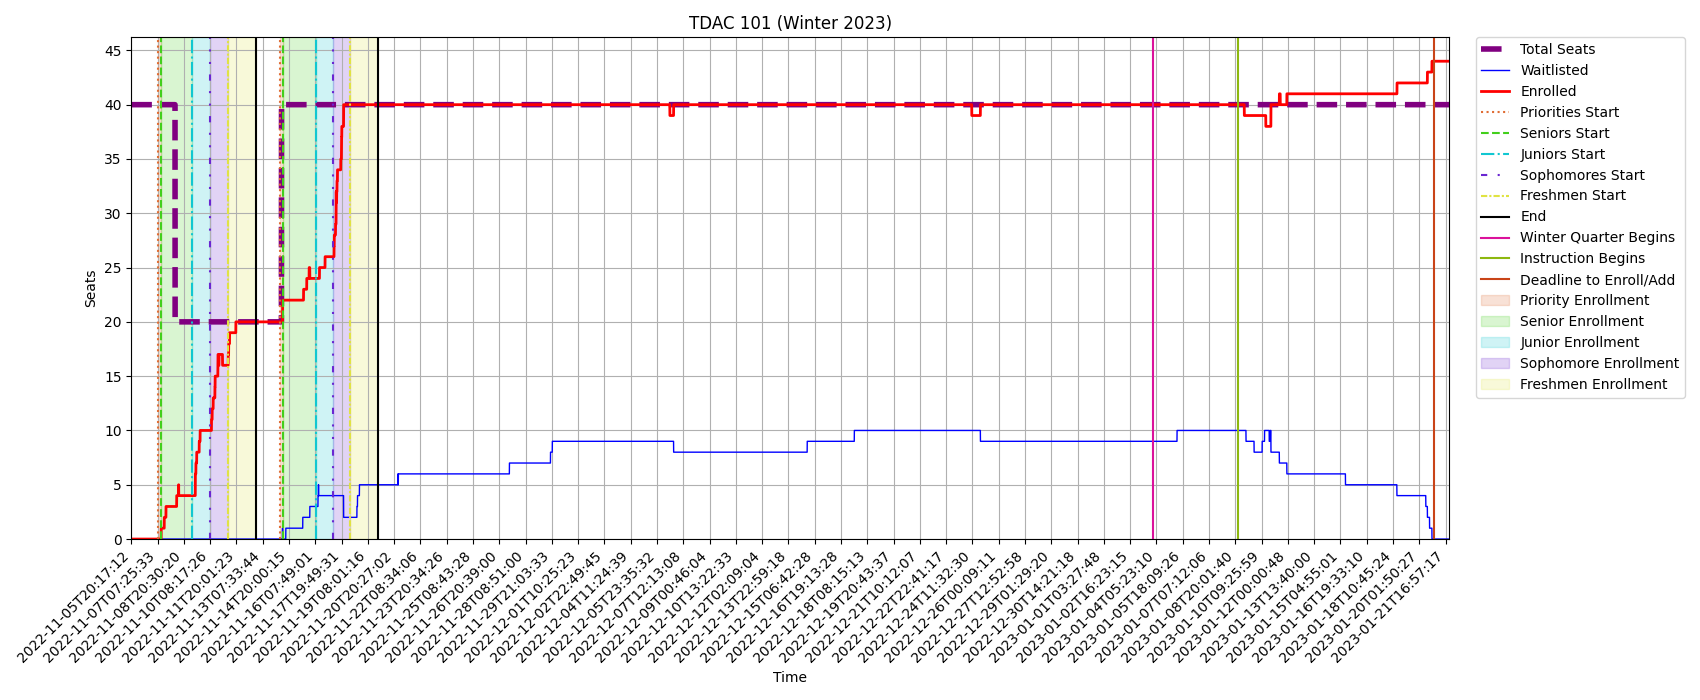 TDAC 101 (Winter 2023)
45
40
35
30
25
20
15
10
5
0
Seats
2022-11-05T20:17:12
2022-11-07T07:25:33
2022-11-08T20:30:20
2022-11-10T08:17:26
2022-11-11T20:01:23
2022-11-13T07:33:44
2022-11-14T20:00:15
2022-11-16T07:49:01
2022-11-17T19:49:31
2022-11-19T08:01:16
2022-11-20T20:27:02
2022-11-22T08:34:06
2022-11-23T20:34:26
2022-11-25T08:43:28
2022-11-26T20:39:00
2022-11-28T08:51:00
2022-11-29T21:03:33
2022-12-01T10:25:23
2022-12-02T22:49:45
2022-12-04T11:24:39
2022-12-05T23:35:32
2022-12-07T12:13:08
2022-12-09T00:46:04
2022-12-10T13:22:33
2022-12-12T02:09:04
2022-12-13T22:59:18
2022-12-15T06:42:28
2022-12-16T19:13:28
2022-12-18T08:15:13
2022-12-19T20:43:37
2022-12-21T10:12:07
2022-12-22T22:41:17
2022-12-24T11:32:30
2022-12-26T00:09:11
2022-12-27T12:52:58
2022-12-29T01:29:20
2022-12-30T14:21:18
2023-01-01T03:27:48
2023-01-02T16:23:15
2023-01-04T05:23:10
2023-01-05T18:09:26
2023-01-07T07:12:06
2023-01-08T20:01:40
2023-01-10T09:25:59
2023-01-12T00:00:48
2023-01-13T13:40:00
2023-01-15T04:55:01
2023-01-16T19:33:10
2023-01-18T10:45:24
2023-01-20T01:50:27
2023-01-21T16:57:17
Time
Total Seats
Waitlisted
Enrolled
Priorities Start
Seniors Start
Juniors Start
Sophomores Start
Freshmen Start
End
Winter Quarter Begins
Instruction Begins
Deadline to Enroll/Add
Priority Enrollment
Senior Enrollment
Junior Enrollment
Sophomore Enrollment
Freshmen Enrollment